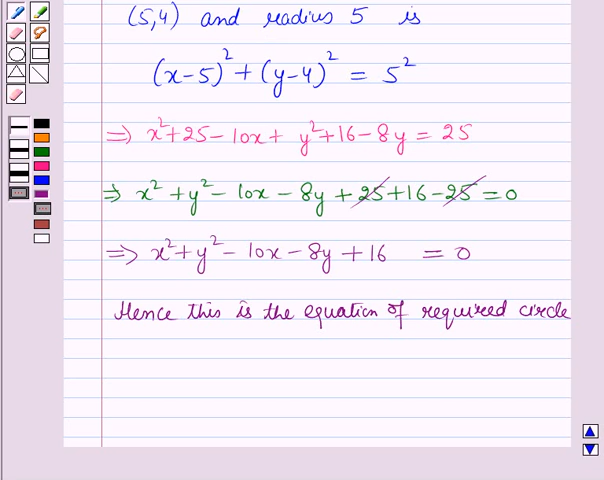 (5,4) and radius 5 is
(x-5)² + (y-4)² = 5²
⇒ x² + 25 - 10x + y² + 16 - 8y = 25
⇒ x² + y² - 10x - 8y + 25 + 16 - 25 = 0
⇒ x² + y² - 10x - 8y + 16 = 0
Hence this is the equation of required circle